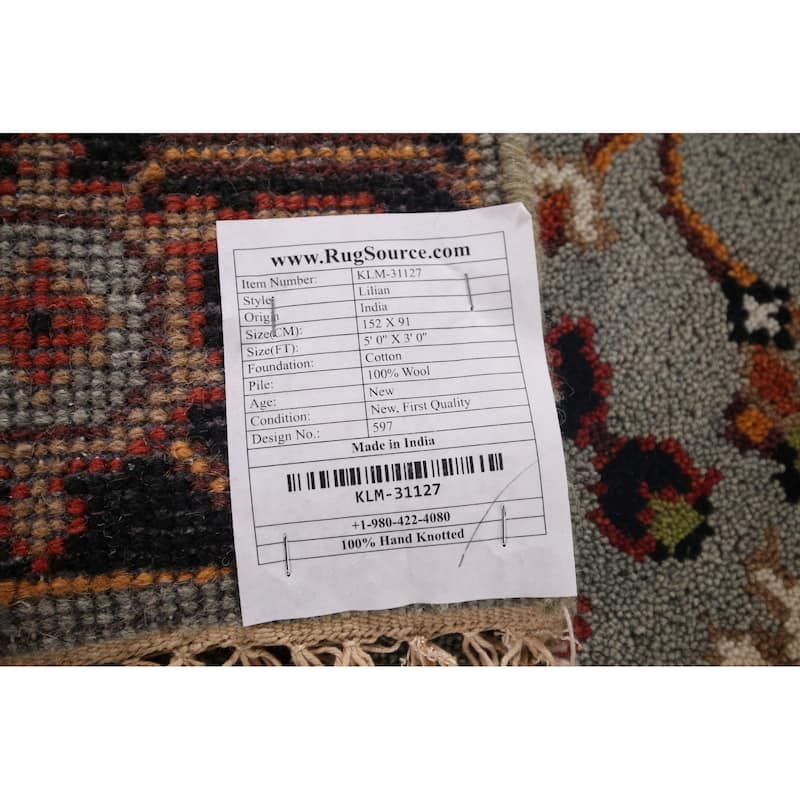 www.RugSource.com
Item Number: KLM-31127
Style: Lilian
Origin India
Size(CM): 152 X 91
Size(FT): 5' 0" X 3' 0"
Foundation: Cotton
Pile: 100% Wool
Age: New
Condition: New, First Quality
Design No.: 597
Made in India
KLM-31127
+1-980-422-4080
100% Hand Knotted